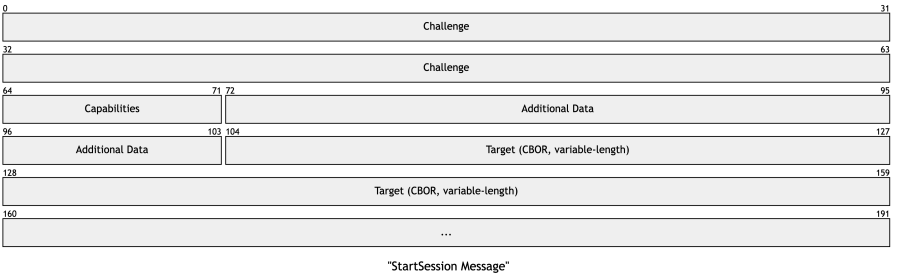 0 31
Challenge
32 63
Challenge
64 71 72 95
Capabilities Additional Data
96 103 104 127
Additional Data Target (CBOR, variable-length)
128 159
Target (CBOR, variable-length)
160 191
...
"StartSession Message"